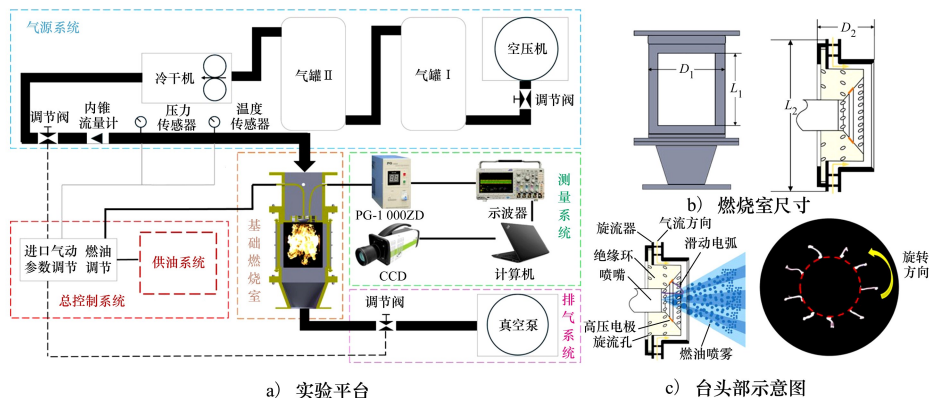 气源系统
冷干机
气罐Ⅱ
气罐Ⅰ
空压机
调节阀
调节阀
内锥
流量计
压力
传感器
温度
传感器
进口气动
参数调节
燃油
调节
供油系统
总控制系统
基础燃烧室
PG-1 000ZD
示波器
CCD
计算机
测量系统
调节阀
真空泵
排气系统
a） 实验平台
D1
L1
D2
L2
b） 燃烧室尺寸
旋流器
气流方向
绝缘环
滑动电弧
喷嘴
高压电极
旋流孔
燃油喷雾
旋转
方向
c） 台头部示意图